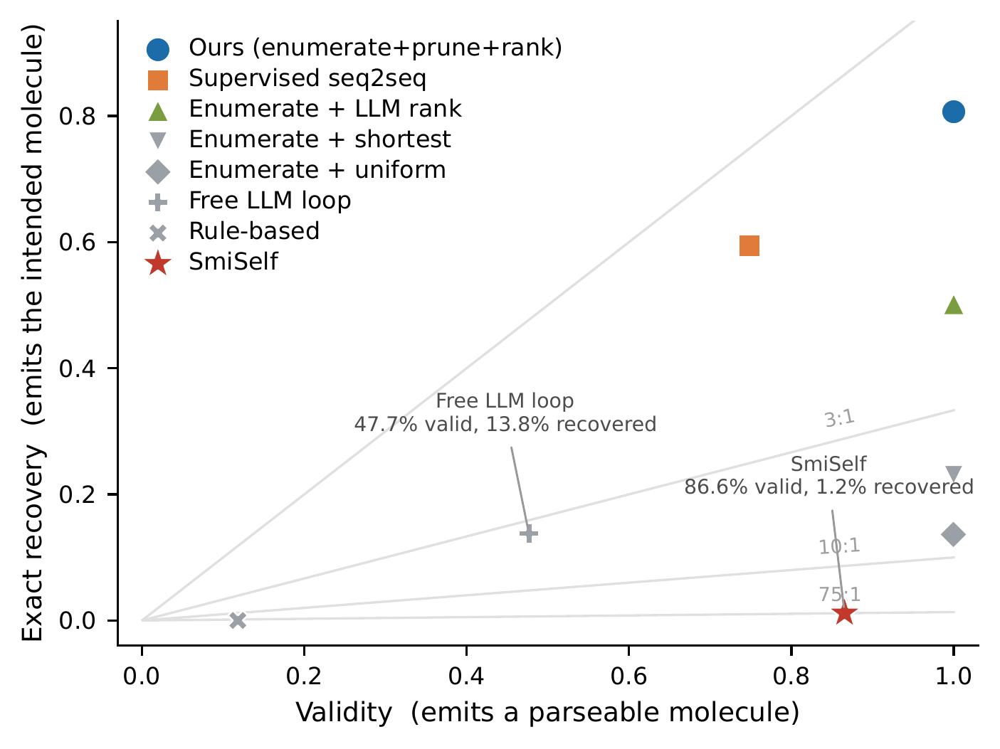 Ours (enumerate+prune+rank)
Supervised seq2seq
Enumerate + LLM rank
Enumerate + shortest
Enumerate + uniform
Free LLM loop
Rule-based
SmiSelf
Exact recovery (emits the intended molecule)
0.8
0.6
0.4
0.2
0.0
Free LLM loop
47.7% valid, 13.8% recovered
3:1
SmiSelf
86.6% valid, 1.2% recovered
10:1
75:1
0.0
0.2
0.4
0.6
0.8
1.0
Validity (emits a parseable molecule)